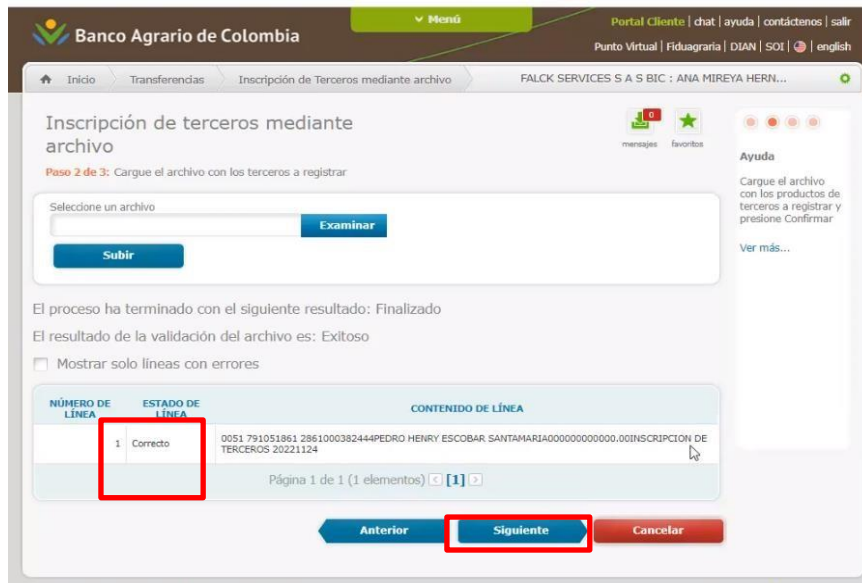 Banco Agrario de Colombia
Menú
Portal Cliente | chat | ayuda | contáctenos | salir
Punto Virtual | Fiduagraria | DIAN | SOI | english
Inicio Transferencias Inscripción de Terceros mediante archivo FALCK SERVICES S A S BIC : ANA MIREYA HERN...
Inscripción de terceros mediante
archivo
0
mensajes favoritos
Paso 2 de 3: Cargue el archivo con los terceros a registrar
Seleccione un archivo
Examinar
Subir
Ayuda
Cargue el archivo
con los productos de
terceros a registrar y
presione Confirmar
Ver más...
El proceso ha terminado con el siguiente resultado: Finalizado
El resultado de la validación del archivo es: Exitoso
Mostrar solo líneas con errores
NÚMERO DE
LÍNEA
ESTADO DE
LÍNEA
CONTENIDO DE LÍNEA
1 Correcto
0051 791051861 2861000382444PEDRO HENRY ESCOBAR SANTAMARIA000000000000.00INSCRIPCION DE
TERCEROS 20221124
Página 1 de 1 (1 elementos) < [1] >
Anterior Siguiente Cancelar